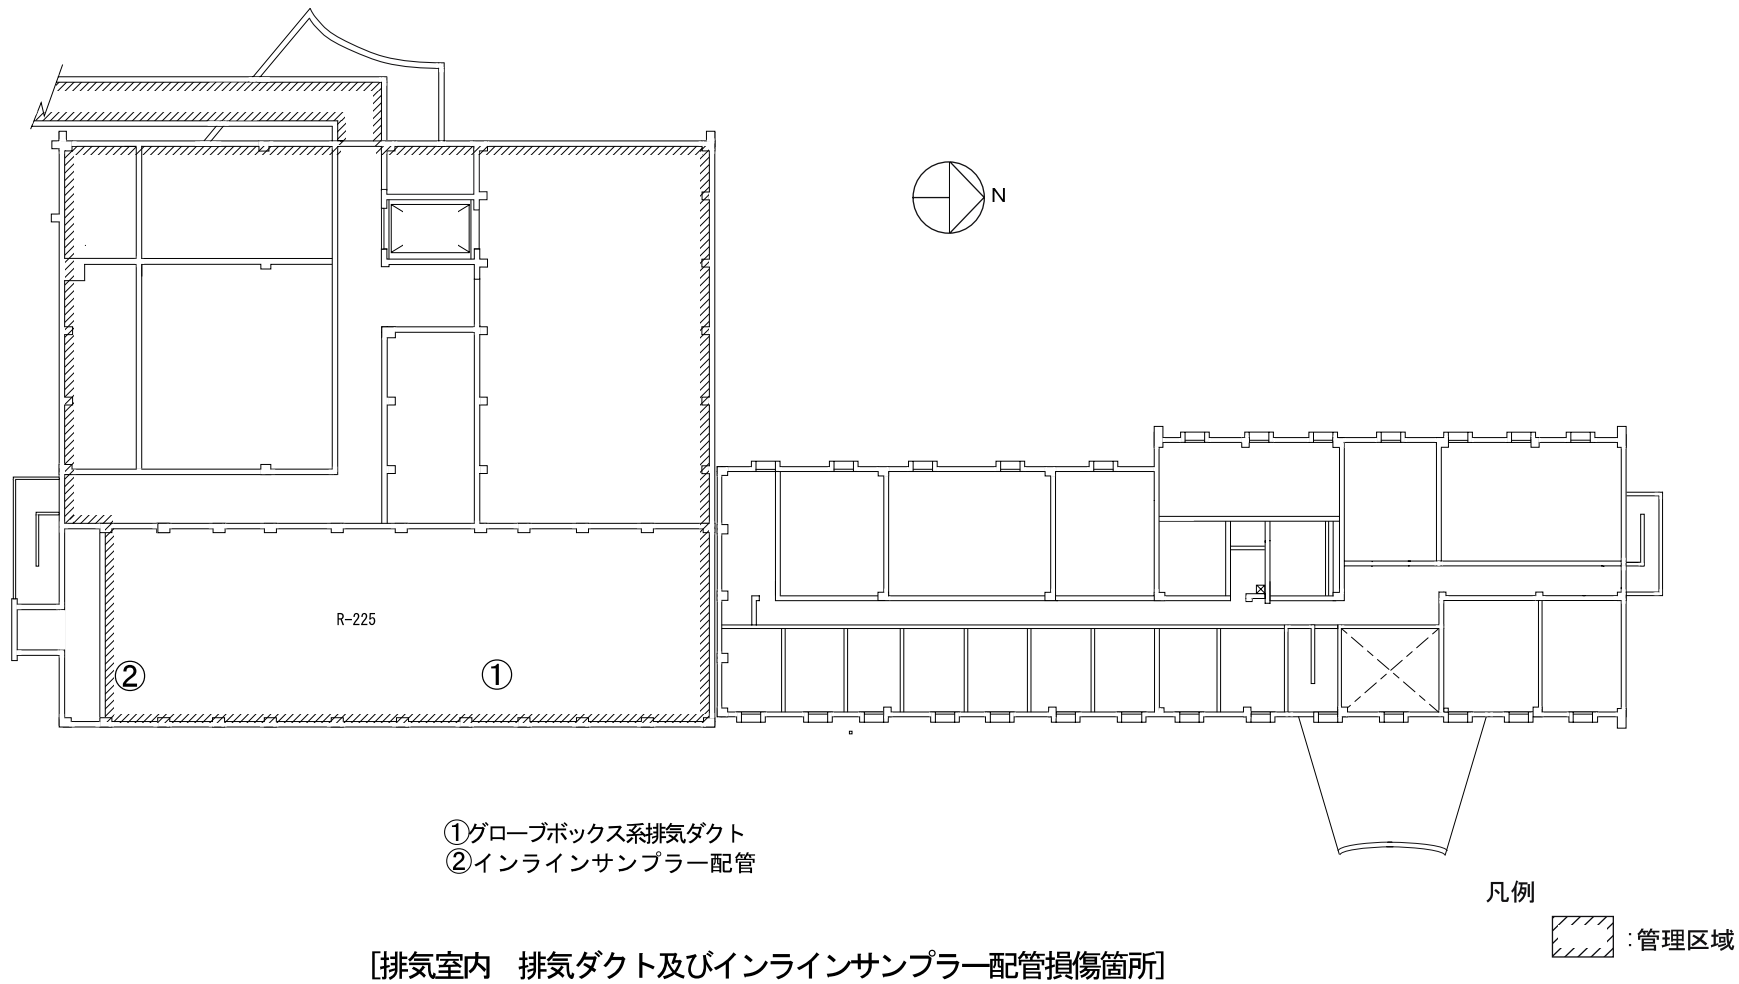 N
R-225
②
①
①グローブボックス系排気ダクト
②インラインサンプラー配管
凡例
:管理区域
[排気室内　排気ダクト及びインラインサンプラー配管損傷箇所]